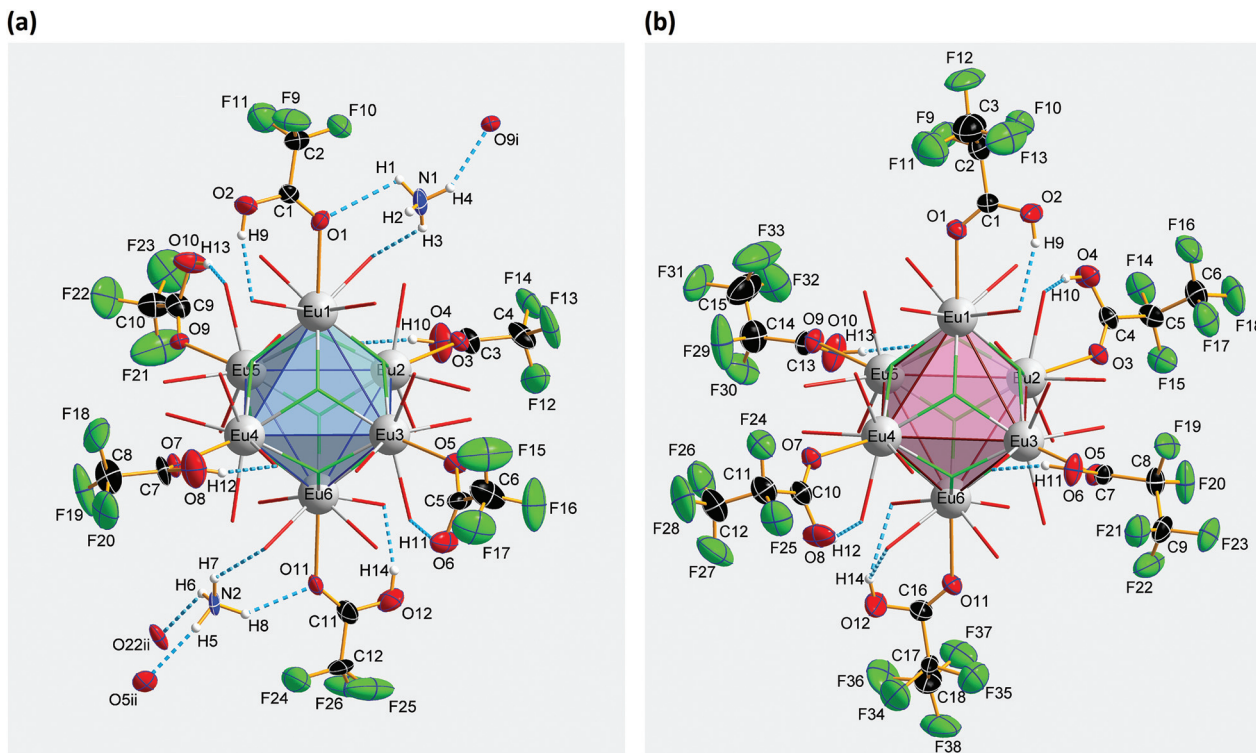 (a)
F11
F9
F10
C2
O9i
H1
N1
O2
C1
H2
H4
O1
H9
H3
O10
H13
F23
F22
C9
C10
O9
F21
Eu1
F14
F13
O4
H10
C4
C3
O3
Eu5
Eu2
F12
F18
Eu4
Eu3
O5
F15
C8
O7
C7
O8
H12
C6
C5
F19
F20
Eu6
F16
F17
H11
O6
H7
H6
N2
O11
H14
H8
C11
O12
O22ii
H5
O5ii
C12
F24
F26
F25
(b)
F12
C3
F10
F9
F11
C2
F13
O2
O1
C1
H9
F16
F33
F31
F32
C15
O4
F14
H10
C6
F18
Eu1
O9
O10
C14
H13
C4
C5
F17
F29
C13
F30
O3
F15
Eu5
Eu2
F24
Eu4
Eu3
F19
O7
F26
C11
O5
C8
H11
O6
C7
F20
C10
Eu6
F28
C12
F25
O8
H12
F21
C9
F23
F27
F22
H14
C16
O11
O12
F37
C17
F36
F35
F34
C18
F38